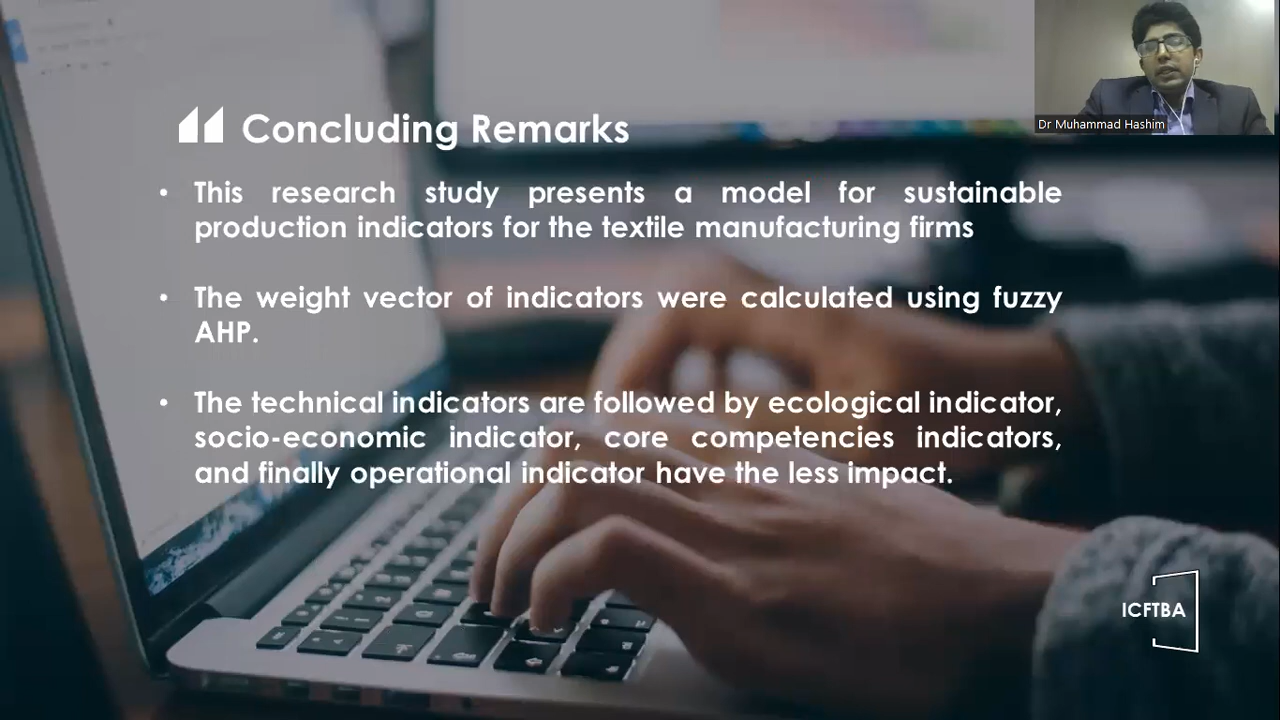 Dr Muhammad Hashim
Concluding Remarks
• This research study presents a model for sustainable
production indicators for the textile manufacturing firms
• The weight vector of indicators were calculated using fuzzy
AHP.
• The technical indicators are followed by ecological indicator,
socio-economic indicator, core competencies indicators,
and finally operational indicator have the less impact.
ICFTBA